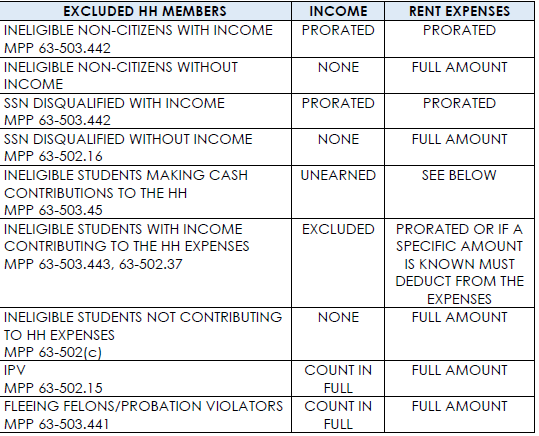 EXCLUDED HH MEMBERS INCOME RENT EXPENSES
INELIGIBLE NON-CITIZENS WITH INCOME PRORATED PRORATED
MPP 63-503.442
INELIGIBLE NON-CITIZENS WITHOUT NONE FULL AMOUNT
INCOME
SSN DISQUALIFIED WITH INCOME PRORATED PRORATED
MPP 63-503.442
SSN DISQUALIFIED WITHOUT INCOME NONE FULL AMOUNT
MPP 63-502.16
INELIGIBLE STUDENTS MAKING CASH UNEARNED SEE BELOW
CONTRIBUTIONS TO THE HH
MPP 63-503.45
INELIGIBLE STUDENTS WITH INCOME EXCLUDED PRORATED OR IF A
CONTRIBUTING TO THE HH EXPENSES SPECIFIC AMOUNT
MPP 63-503.443, 63-502.37 IS KNOWN MUST
DEDUCT FROM THE
EXPENSES
INELIGIBLE STUDENTS NOT CONTRIBUTING NONE FULL AMOUNT
TO HH EXPENSES
MPP 63-502(c)
IPV COUNT IN FULL AMOUNT
MPP 63-502.15 FULL
FLEEING FELONS/PROBATION VIOLATORS COUNT IN FULL AMOUNT
MPP 63-503.441 FULL